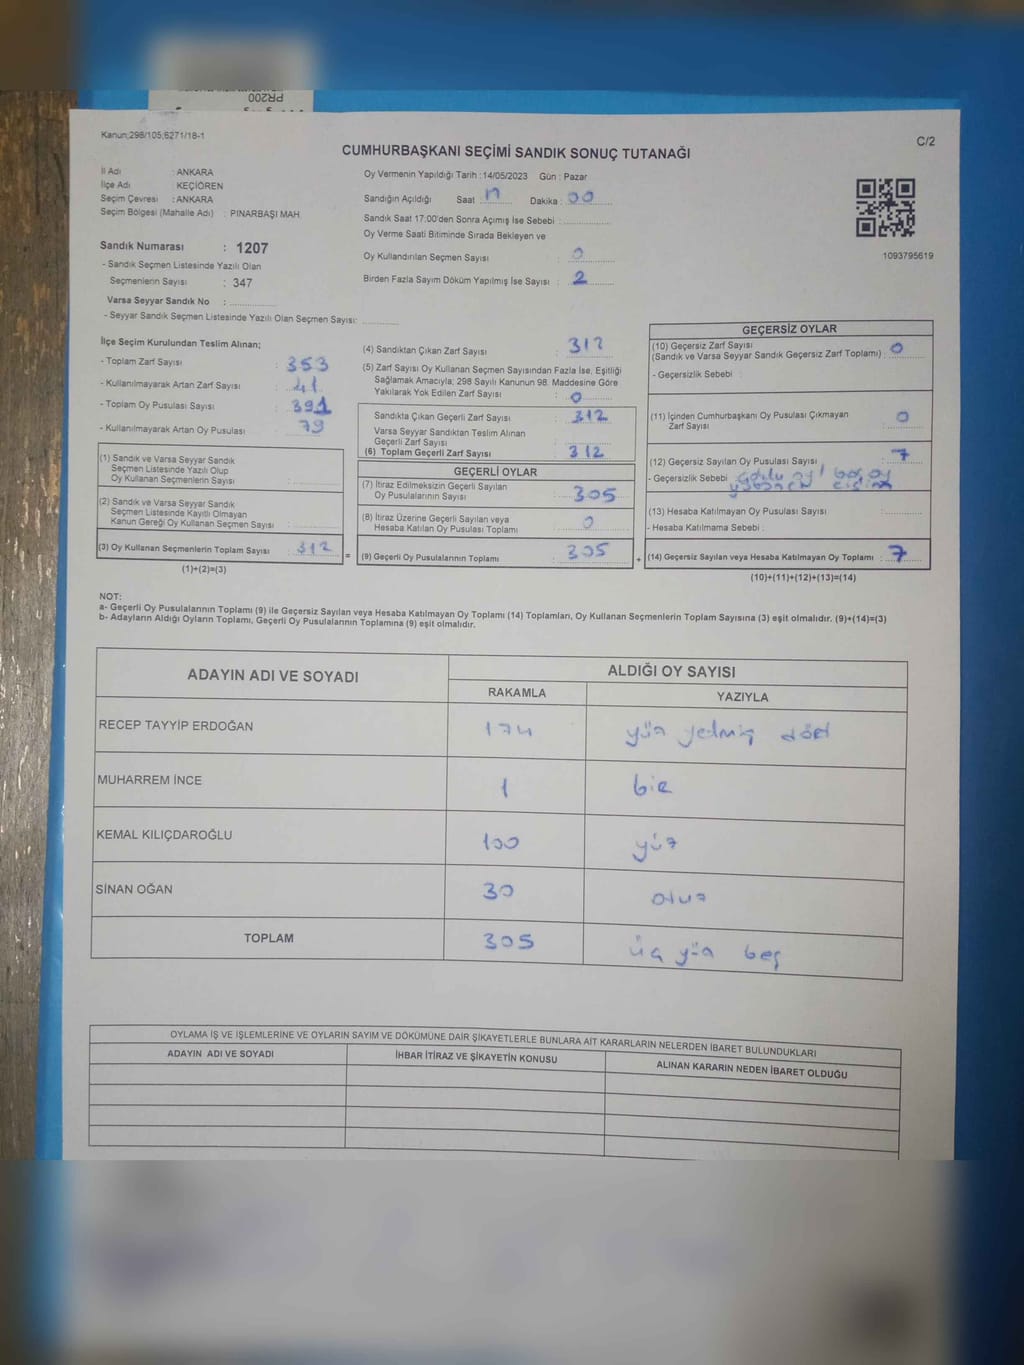 PR200
Kanun;298/105;6271/18-1
C/2
CUMHURBAŞKANI SEÇİMİ SANDIK SONUÇ TUTANAĞI
İl Adı : ANKARA
İlçe Adı KEÇİÖREN
Seçim Çevresi : ANKARA
Seçim Bölgesi (Mahalle Adı) : PINARBAŞI MAH.
Sandık Numarası : 1207
- Sandık Seçmen Listesinde Yazılı Olan
Seçmenlerin Sayısı : 347
Varsa Seyyar Sandık No :
- Seyyar Sandık Seçmen Listesinde Yazılı Olan Seçmen Sayısı:
Oy Vermenin Yapıldığı Tarih :14/05/2023 Gün : Pazar
Sandığın Açıldığı Saat Dakika : 00
Sandık Saat 17:00'den Sonra Açımış İse Sebebi :
Oy Verme Saati Bitiminde Sırada Bekleyen ve
Oy Kullandırılan Seçmen Sayısı : 0
Birden Fazla Sayım Döküm Yapılmış İse Sayısı : 2
1093795619
İlçe Seçim Kurulundan Teslim Alınan;
- Toplam Zarf Sayısı : 353
- Kullanılmayarak Artan Zarf Sayısı : 41
- Toplam Oy Pusulası Sayısı : 391
- Kullanılmayarak Artan Oy Pusulası : 79
(1) Sandık ve Varsa Seyyar Sandık
Seçmen Listesinde Yazılı Olup
Oy Kullanan Seçmenlerin Sayısı :
(2) Sandık ve Varsa Seyyar Sandık
Seçmen Listesinde Kayıtlı Olmayan
Kanun Gereği Oy Kullanan Seçmen Sayısı :
(3) Oy Kullanan Seçmenlerin Toplam Sayısı : 312
(1)+(2)=(3)
=
(4) Sandıktan Çıkan Zarf Sayısı : 312
(5) Zarf Sayısı Oy Kullanan Seçmen Sayısından Fazla İse, Eşitliği
Sağlamak Amacıyla; 298 Sayılı Kanunun 98. Maddesine Göre
Yakılarak Yok Edilen Zarf Sayısı : 0
Sandıkta Çıkan Geçerli Zarf Sayısı : 312
Varsa Seyyar Sandıktan Teslim Alınan
Geçerli Zarf Sayısı :
(6) Toplam Geçerli Zarf Sayısı : 312
GEÇERLİ OYLAR
(7) İtiraz Edilmeksizin Geçerli Sayılan
Oy Pusulalarının Sayısı : 305
(8) İtiraz Üzerine Geçerli Sayılan veya
Hesaba Katılan Oy Pusulası Toplamı : 0
(9) Geçerli Oy Pusulalarının Toplamı : 305
+
GEÇERSİZ OYLAR
(10) Geçersiz Zarf Sayısı
(Sandık ve Varsa Seyyar Sandık Geçersiz Zarf Toplamı) : 0
- Geçersizlik Sebebi :
(11) İçinden Cumhurbaşkanı Oy Pusulası Çıkmayan
Zarf Sayısı : 0
(12) Geçersiz Sayılan Oy Pusulası Sayısı : 7
- Geçersizlik Sebebi oy boş oy
(13) Hesaba Katılmayan Oy Pusulası Sayısı :
- Hesaba Katılmama Sebebi :
(14) Geçersiz Sayılan veya Hesaba Katılmayan Oy Toplamı : 7
(10)+(11)+(12)+(13)=(14)
NOT:
a- Geçerli Oy Pusulalarının Toplamı (9) ile Geçersiz Sayılan veya Hesaba Katılmayan Oy Toplamı (14) Toplamları, Oy Kullanan Seçmenlerin Toplam Sayısına (3) eşit olmalıdır. (9)+(14)=(3)
b- Adayların Aldığı Oyların Toplamı, Geçerli Oy Pusulalarının Toplamına (9) eşit olmalıdır.
ADAYIN ADI VE SOYADI
ALDIĞI OY SAYISI
RAKAMLA YAZIYLA
RECEP TAYYİP ERDOĞAN 174 yüz yetmiş dört
MUHARREM İNCE 1 bir
KEMAL KILIÇDAROĞLU 100 yüz
SİNAN OĞAN 30 otuz
TOPLAM 305 üç yüz beş
OYLAMA İŞ VE İŞLEMLERİNE VE OYLARIN SAYIM VE DÖKÜMÜNE DAİR ŞİKAYETLERLE BUNLARA AİT KARARLARIN NELERDEN İBARET BULUNDUKLARI
ADAYIN ADI VE SOYADI İHBAR İTİRAZ VE ŞİKAYETİN KONUSU ALINAN KARARIN NEDEN İBARET OLDUĞU